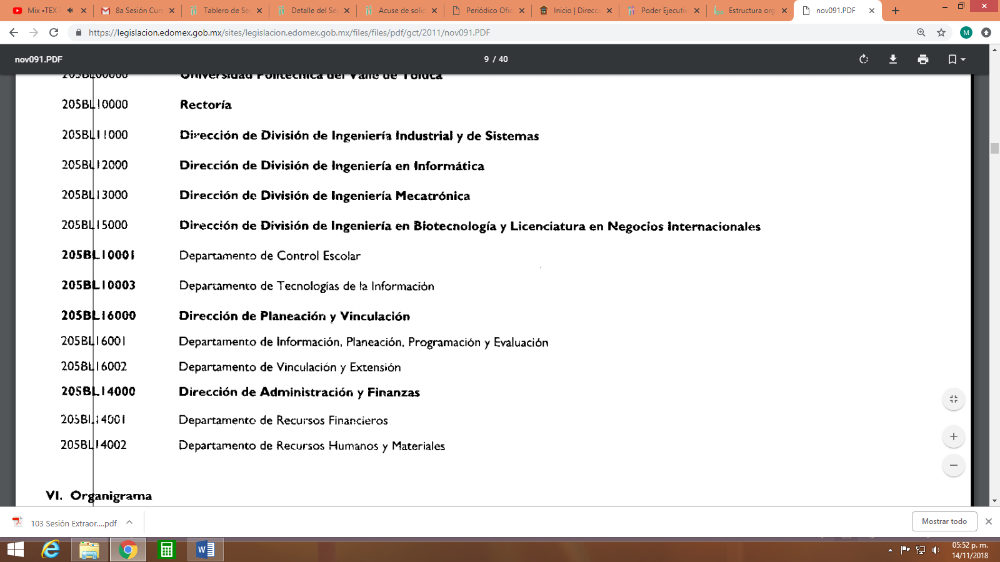 Mix •TEX
8a Sesión Curs
Tablero de Se
Detalle del Se
Acuse de solic
Periódico Ofic
Inicio | Direcci
Poder Ejecutiv
Estructura org
nov091.PDF
https://legislacion.edomex.gob.mx/sites/legislacion.edomex.gob.mx/files/files/pdf/gct/2011/nov091.PDF
M
nov091.PDF
9 / 40
205BL00000 Universidad Politécnica del Valle de Toluca
205BL10000 Rectoría
205BL11000 Dirección de División de Ingeniería Industrial y de Sistemas
205BL12000 Dirección de División de Ingeniería en Informática
205BL13000 Dirección de División de Ingeniería Mecatrónica
205BL15000 Dirección de División de Ingeniería en Biotecnología y Licenciatura en Negocios Internacionales
205BL10001 Departamento de Control Escolar
205BL10003 Departamento de Tecnologías de la Información
205BL16000 Dirección de Planeación y Vinculación
205BL16001 Departamento de Información, Planeación, Programación y Evaluación
205BL16002 Departamento de Vinculación y Extensión
205BL14000 Dirección de Administración y Finanzas
205BL14001 Departamento de Recursos Financieros
205BL14002 Departamento de Recursos Humanos y Materiales
VI. Organigrama
103 Sesión Extraor....pdf
Mostrar todo
05:52 p. m.
14/11/2018